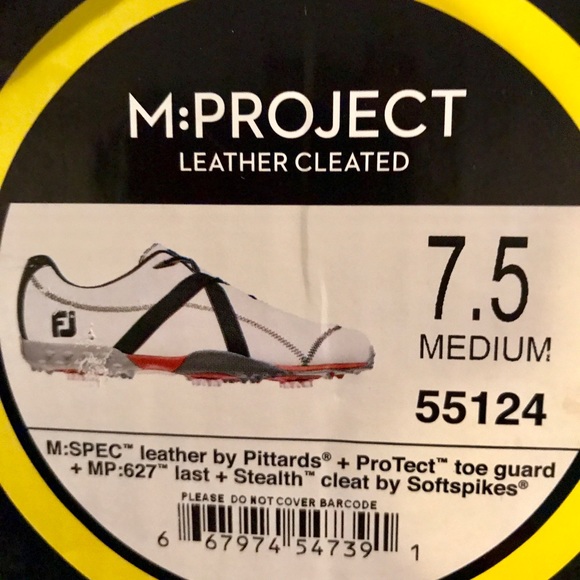 M:PROJECT
LEATHER CLEATED
7.5
MEDIUM
FJ
55124
M:SPEC™ leather by Pittards® + ProTect™ toe guard
+ MP:627™ last + Stealth™ cleat by Softspikes®
PLEASE DO NOT COVER BARCODE
6 67974 54739 1